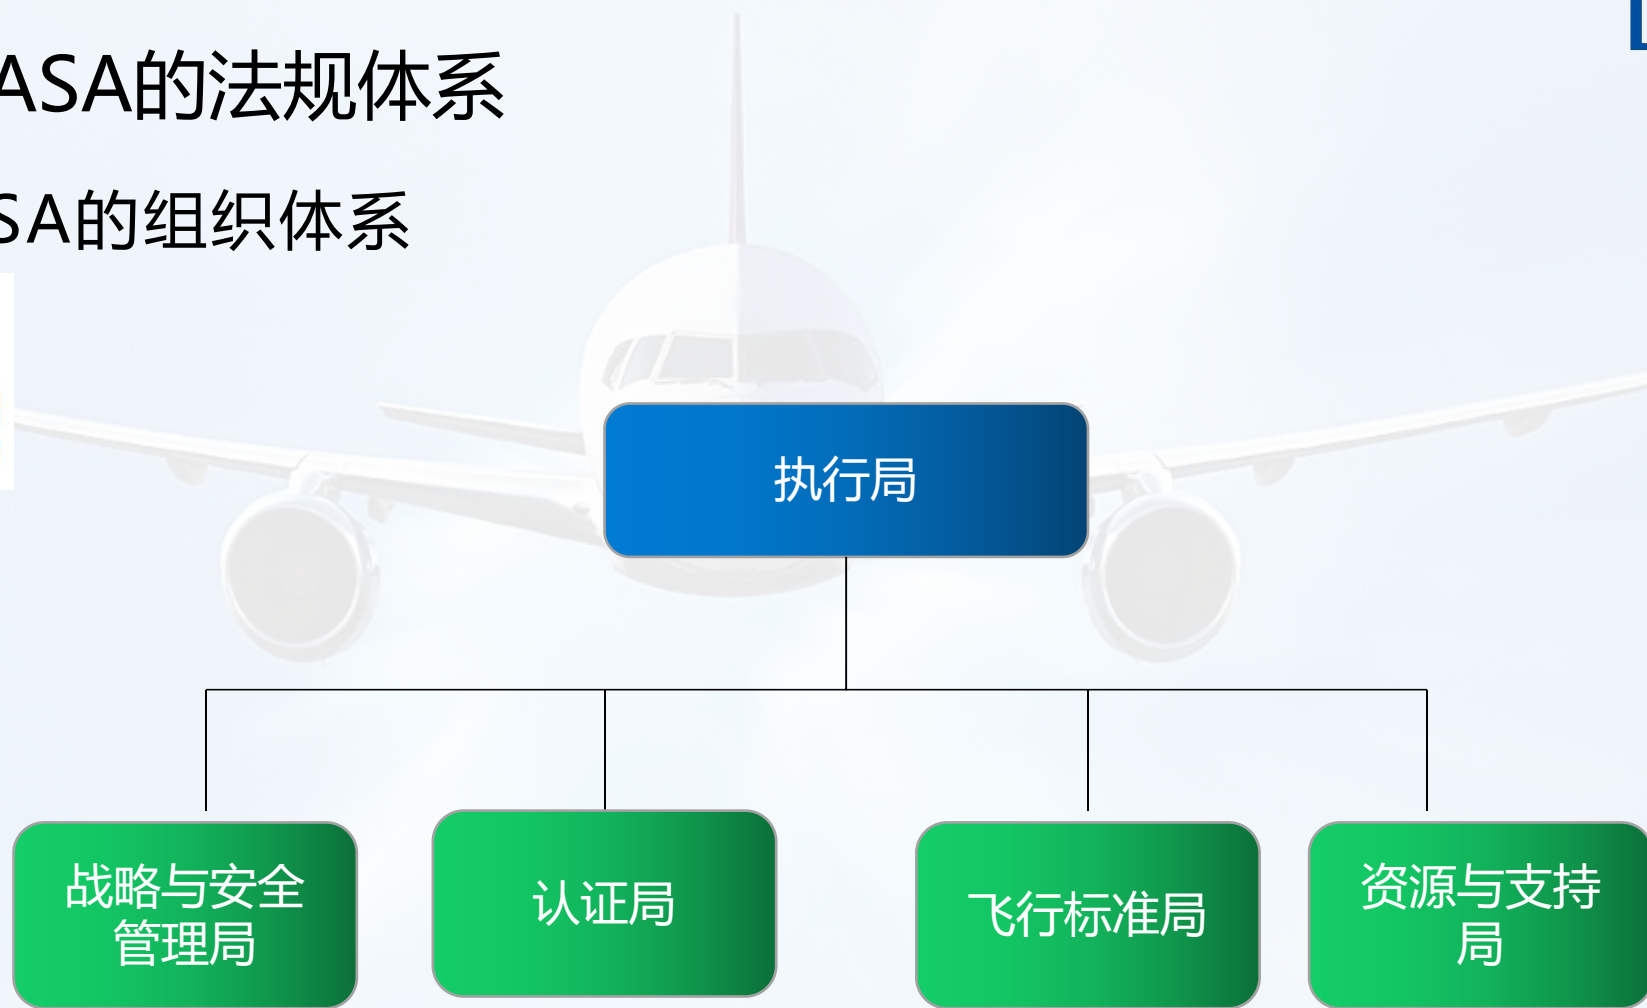 ASA的法规体系
SA的组织体系
执行局
战略与安全
管理局
认证局
飞行标准局
资源与支持
局